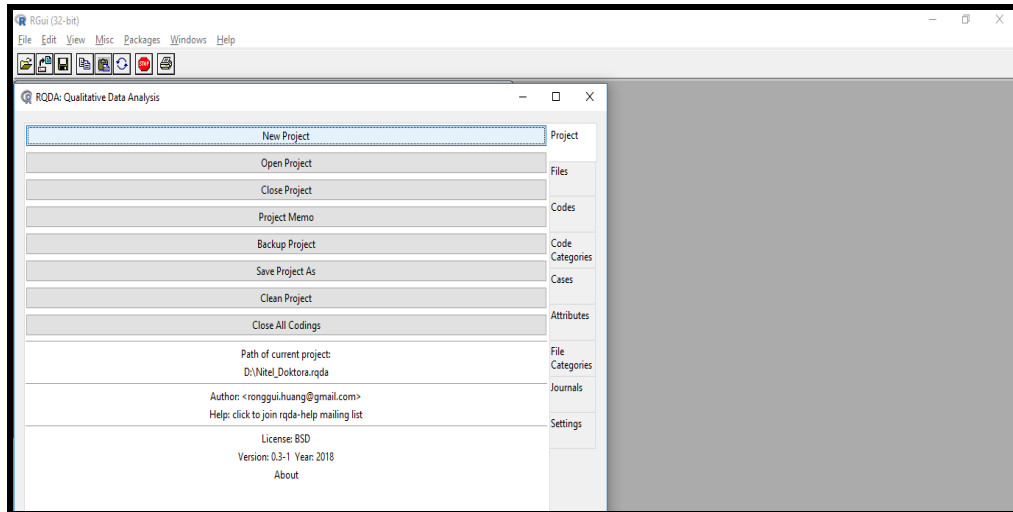 RGui (32-bit)
File Edit View Misc Packages Windows Help
STOP
RQDA: Qualitative Data Analysis
New Project
Open Project
Close Project
Project Memo
Backup Project
Save Project As
Clean Project
Close All Codings
Path of current project:
D:\Nitel_Doktora.rqda
Author: <ronggui.huang@gmail.com>
Help: click to join rqda-help mailing list
License: BSD
Version: 0.3-1 Year: 2018
About
Project
Files
Codes
Code
Categories
Cases
Attributes
File
Categories
Journals
Settings